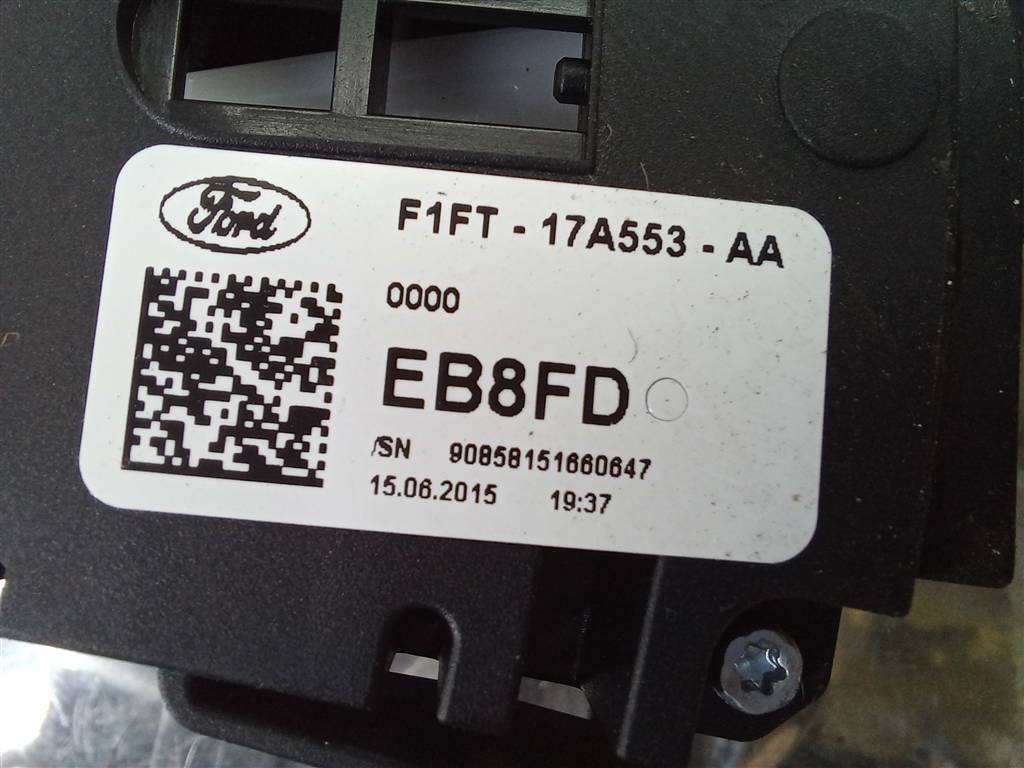 Ford F1FT - 17A553 - AA
0000
EB8FD
/SN 90858151660647
15.06.2015 19:37